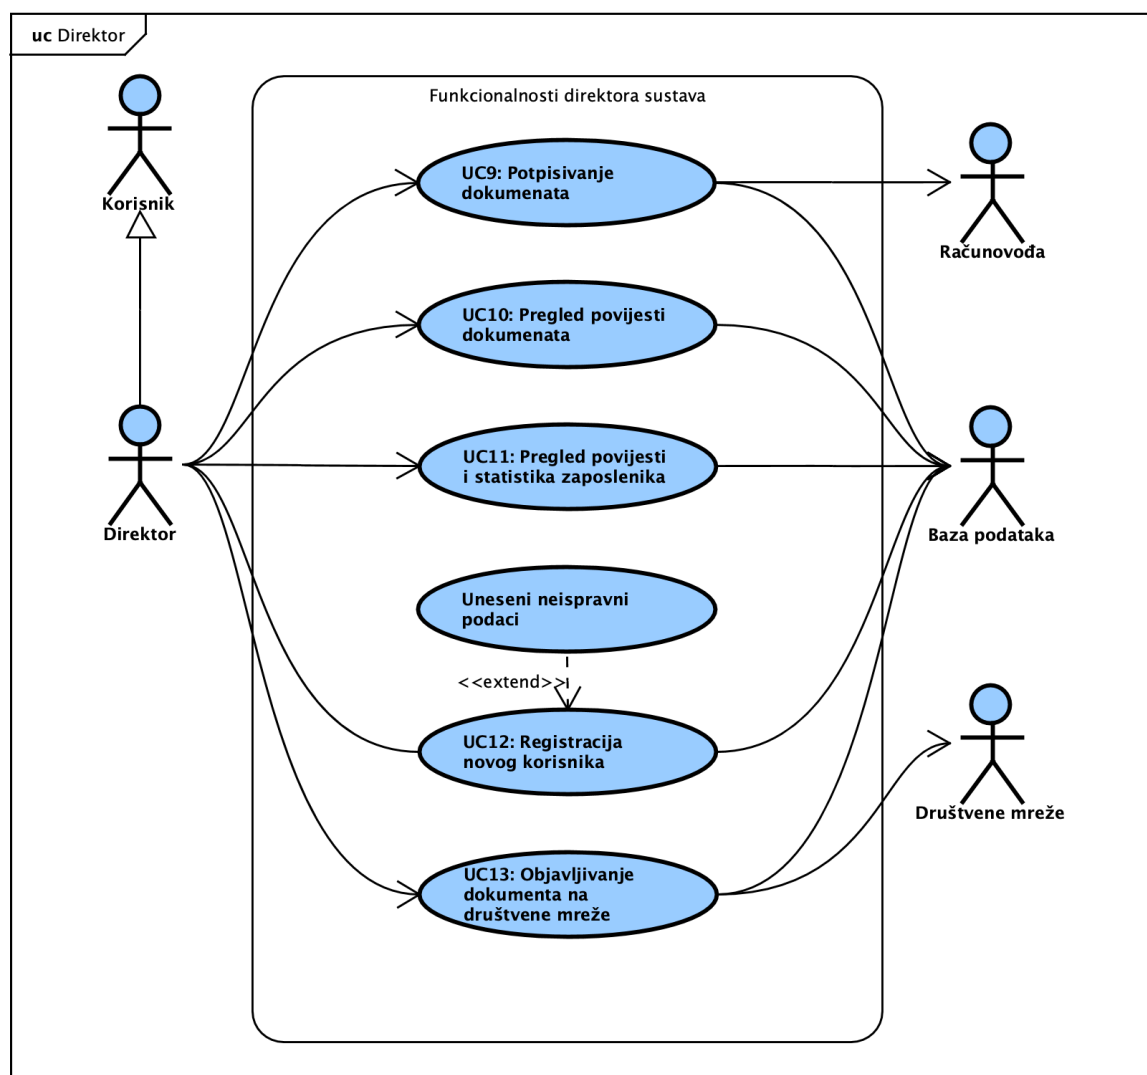 uc Direktor
Funkcionalnosti direktora sustava
Korisnik
UC9: Potpisivanje
dokumenata
Računovođa
UC10: Pregled povijesti
dokumenata
Direktor
UC11: Pregled povijesti
i statistika zaposlenika
Baza podataka
Uneseni neispravni
podaci
<<extend>>
UC12: Registracija
novog korisnika
Društvene mreže
UC13: Objavljivanje
dokumenta na
društvene mreže